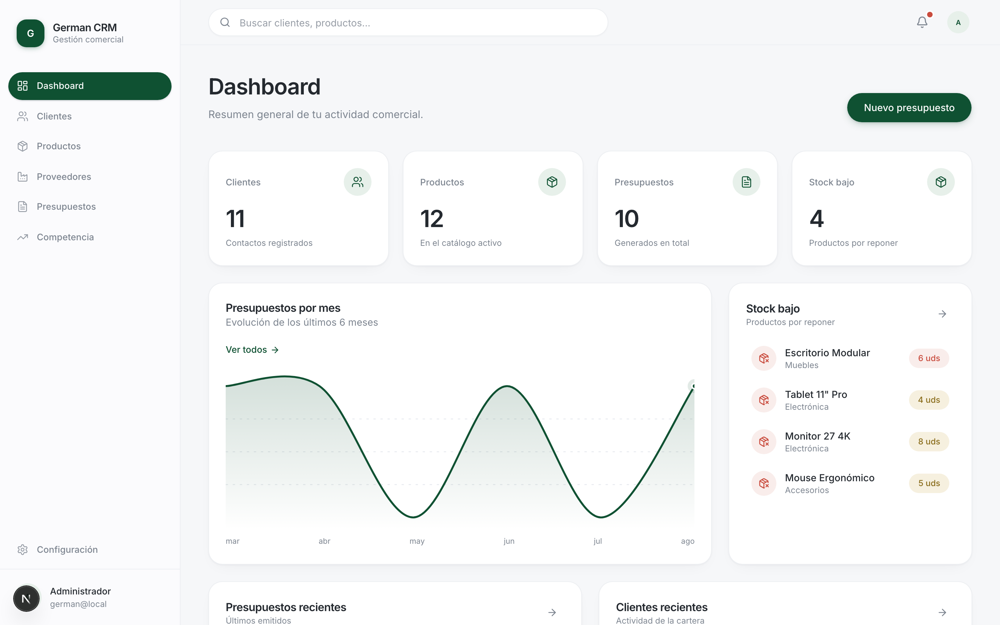 G
German CRM
Gestión comercial
Dashboard
Clientes
Productos
Proveedores
Presupuestos
Competencia
Configuración
N
Administrador
german@local
Buscar clientes, productos...
A
Dashboard
Resumen general de tu actividad comercial.
Nuevo presupuesto
Clientes
11
Contactos registrados
Productos
12
En el catálogo activo
Presupuestos
10
Generados en total
Stock bajo
4
Productos por reponer
Presupuestos por mes
Evolución de los últimos 6 meses
Ver todos
mar abr may jun jul ago
Stock bajo
Productos por reponer
Escritorio Modular
Muebles
6 uds
Tablet 11" Pro
Electrónica
4 uds
Monitor 27 4K
Electrónica
8 uds
Mouse Ergonómico
Accesorios
5 uds
Presupuestos recientes
Últimos emitidos
Clientes recientes
Actividad de la cartera